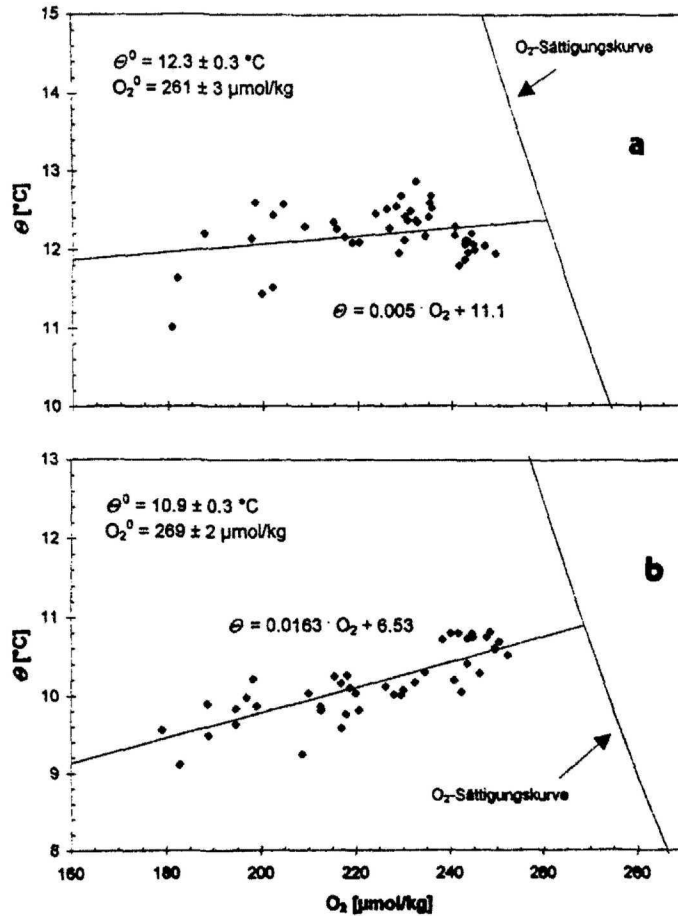 15
14
13
12
11
10
Θ [°C]
Θ⁰ = 12.3 ± 0.3 °C
O₂⁰ = 261 ± 3 µmol/kg
O₂-Sättigungskurve
a
Θ = 0.005 · O₂ + 11.1
13
12
11
10
9
8
Θ [°C]
Θ⁰ = 10.9 ± 0.3 °C
O₂⁰ = 269 ± 2 µmol/kg
b
Θ = 0.0163 · O₂ + 6.53
O₂-Sättigungskurve
160 180 200 220 240 260 280
O₂ [µmol/kg]